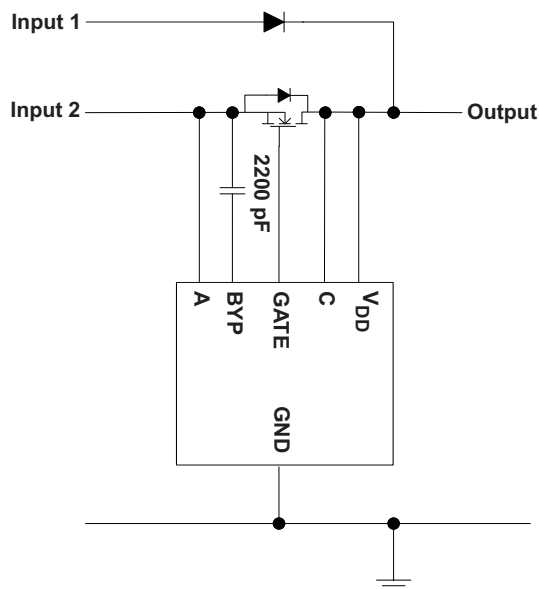 Input 1
Input 2
Output
2200 pF
A
BYP
GATE
C
VDD
GND